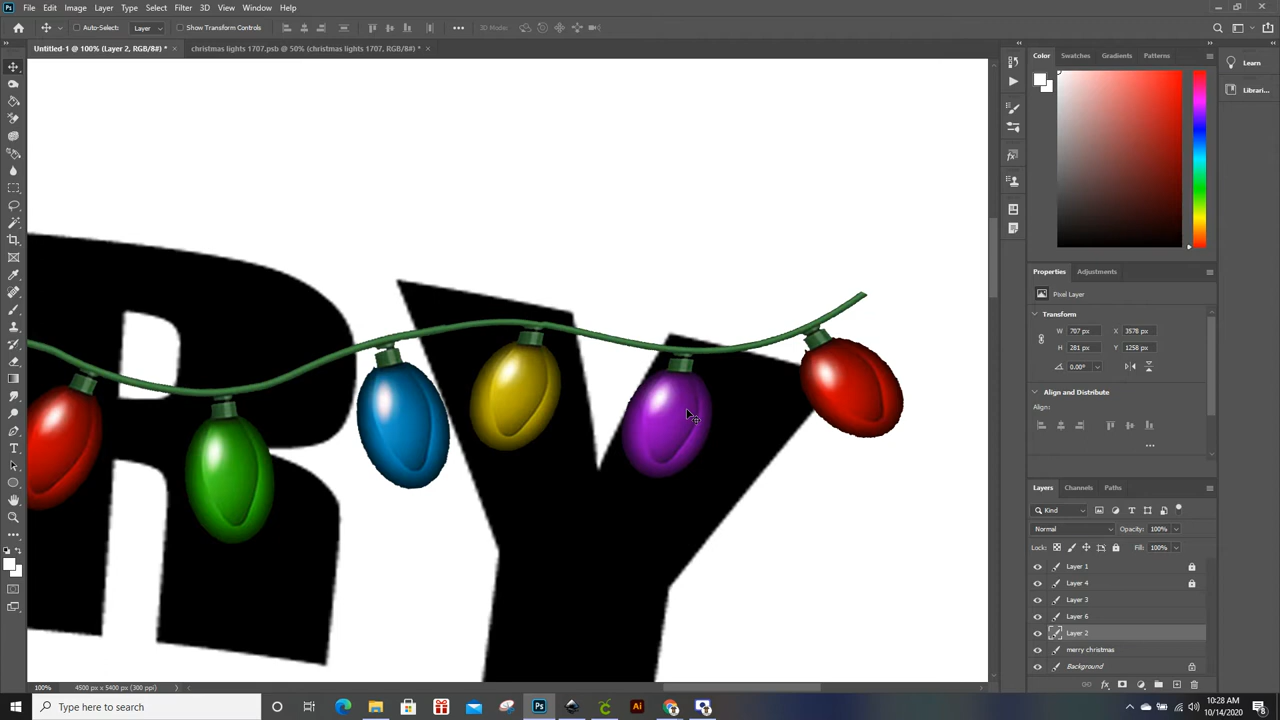 File Edit Image Layer Type Select Filter 3D View Window Help
Auto-Select: Layer Show Transform Controls 3D Mode:
Untitled-1 @ 100% (Layer 2, RGB/8#) * × christmas lights 1707.psb @ 50% (christmas lights 1707, RGB/8#) * ×
Color Swatches Gradients Patterns
Learn
Librari...
RY
Properties Adjustments
Pixel Layer
Transform
W 707 px X 3578 px
H 281 px Y 1258 px
0.00°
Align and Distribute
Align:
Layers Channels Paths
Kind
Normal Opacity: 100%
Lock: Fill: 100%
Layer 1
Layer 4
Layer 3
Layer 6
Layer 2
merry christmas
Background
100% 4500 px x 5400 px (300 ppi)
Type here to search
10:28 AM
10/14/2020